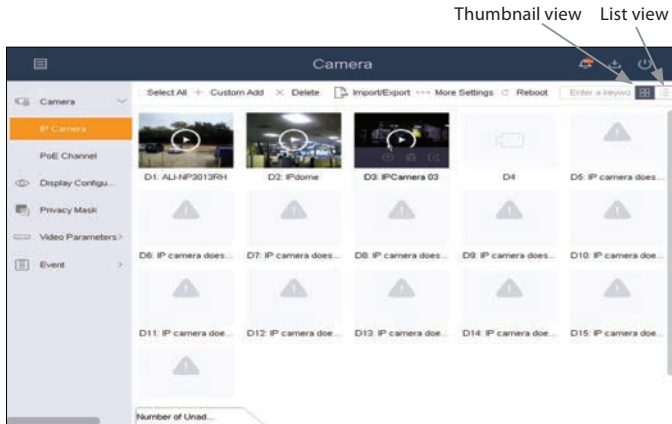 Thumbnail view List view
Camera
Camera
IP Camera
PoE Channel
Display Configu...
Privacy Mask
Video Parameters
Event
Select All Custom Add Delete Import/Export More Settings Reboot Enter a keywo
D1: ALI-NP3013RH D2: IPdome D3: IPCamera 03 D4 D5: IP camera does...
D6: IP camera does... D7: IP camera does... D8: IP camera does... D9: IP camera does... D10: IP camera doe...
D11: IP camera doe... D12: IP camera doe... D13: IP camera doe... D14: IP camera doe... D15: IP camera doe...
Number of Unad...